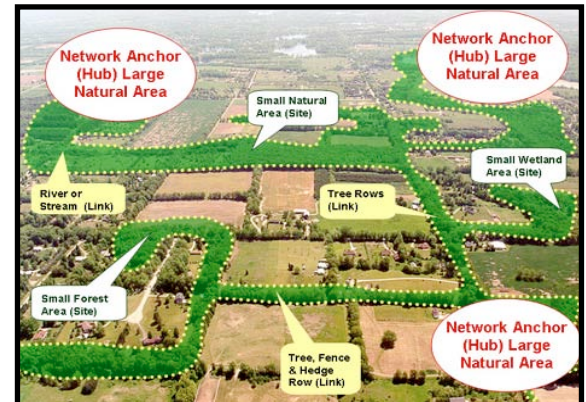 Network Anchor
(Hub) Large
Natural Area
Network Anchor
(Hub) Large
Natural Area
Small Natural
Area (Site)
Small Wetland
Area (Site)
River or
Stream (Link)
Tree Rows
(Link)
Small Forest
Area (Site)
Tree, Fence
& Hedge
Row (Link)
Network Anchor
(Hub) Large
Natural Area